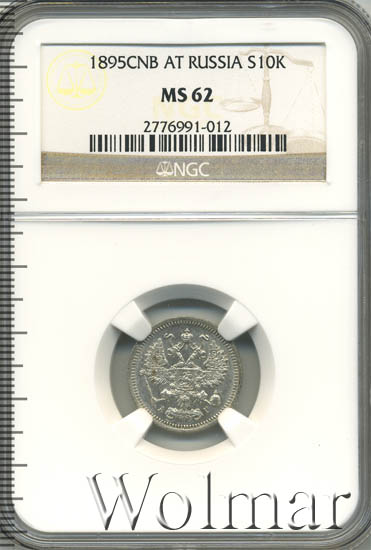 1895CNB AT RUSSIA S10K
MS 62
2776991-012
NGC
Wolmar